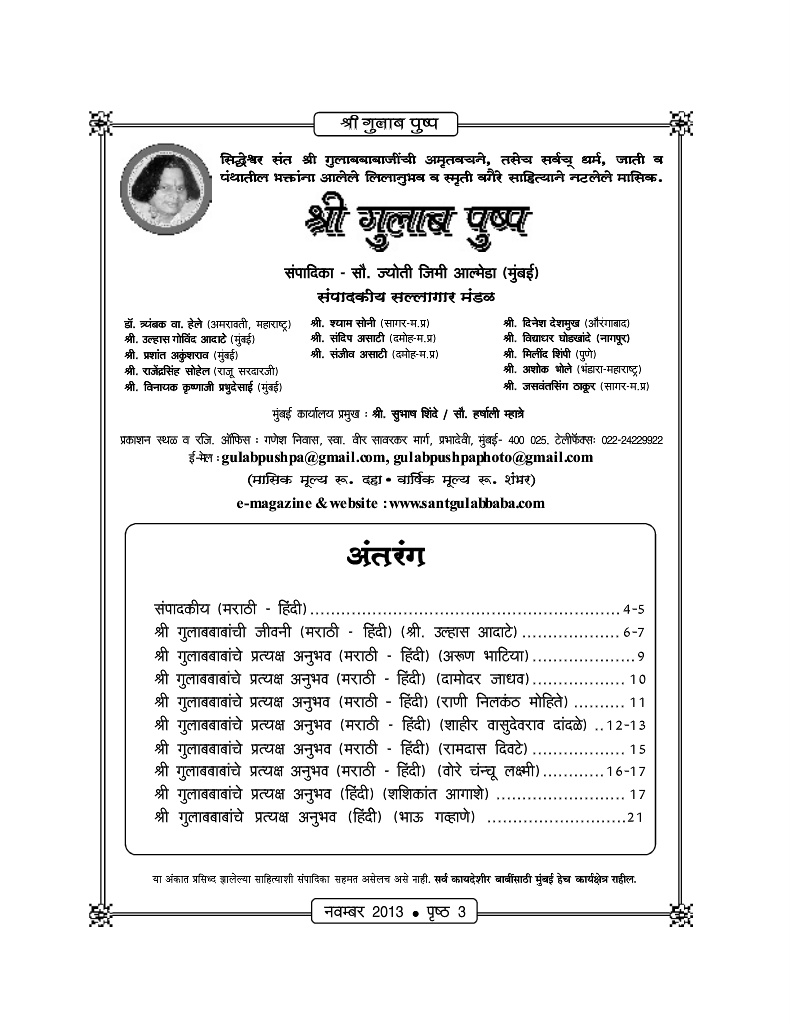 श्री गुलाब पुष्प
सिद्धेश्वर संत श्री गुलाबबाबाजींची अमृतवचने, तसेच सर्वच् धर्म, जाती व
पंथातील भक्तांना आलेले लिलानुभव व स्मृती वगैरे साहित्याने नटलेले मासिक.
श्री गुलाब पुष्प
संपादिका - सौ. ज्योती जिमी आल्मेडा (मुंबई)
संपादकीय सल्लागार मंडळ
डॉ. त्र्यंबक वा. हेले (अमरावती, महाराष्ट्र)
श्री. उल्हास गोविंद आदाटे (मुंबई)
श्री. प्रशांत अकुंशराव (मुंबई)
श्री. राजेंद्रसिंह सोहेल (राजू सरदारजी)
श्री. विनायक कृष्णाजी प्रभुदेसाई (मुंबई)
श्री. श्याम सोनी (सागर-म.प्र)
श्री. संदिप असाटी (दमोह-म.प्र)
श्री. संजीव असाटी (दमोह-म.प्र)
श्री. दिनेश देशमुख (औरंगाबाद)
श्री. विद्याधर घोडखांदे (नागपूर)
श्री. मिलींद शिंपी (पुणे)
श्री. अशोक भोले (भंडारा-महाराष्ट्र)
श्री. जसवंतसिंग ठाकूर (सागर-म.प्र)
मुंबई कार्यालय प्रमुख : श्री. सुभाष शिंदे / सौ. हर्षाली म्हात्रे
प्रकाशन स्थळ व रजि. ऑफिस : गणेश निवास, स्वा. वीर सावरकर मार्ग, प्रभादेवी, मुंबई- 400 025. टेलीफॅक्सः 022-24229922
ई-मेल : gulabpushpa@gmail.com, gulabpushpaphoto@gmail.com
(मासिक मूल्य रू. दहा • वार्षिक मूल्य रू. शंभर)
e-magazine & website : www.santgulabbaba.com
अंतरंग
संपादकीय (मराठी - हिंदी) ............................................................ 4-5
श्री गुलाबबाबांची जीवनी (मराठी - हिंदी) (श्री. उल्हास आदाटे) ................... 6-7
श्री गुलाबबाबांचे प्रत्यक्ष अनुभव (मराठी - हिंदी) (अरूण भाटिया) .................... 9
श्री गुलाबबाबांचे प्रत्यक्ष अनुभव (मराठी - हिंदी) (दामोदर जाधव) .................. 10
श्री गुलाबबाबांचे प्रत्यक्ष अनुभव (मराठी - हिंदी) (राणी निलकंठ मोहिते) .......... 11
श्री गुलाबबाबांचे प्रत्यक्ष अनुभव (मराठी - हिंदी) (शाहीर वासुदेवराव दांदळे) ..12-13
श्री गुलाबबाबांचे प्रत्यक्ष अनुभव (मराठी - हिंदी) (रामदास दिवटे) .................. 15
श्री गुलाबबाबांचे प्रत्यक्ष अनुभव (मराठी - हिंदी) (वोरे चंन्चू लक्ष्मी) ............16-17
श्री गुलाबबाबांचे प्रत्यक्ष अनुभव (हिंदी) (शशिकांत आगाशे) ......................... 17
श्री गुलाबबाबांचे प्रत्यक्ष अनुभव (हिंदी) (भाऊ गव्हाणे) ...........................21
या अंकात प्रसिध्द झालेल्या साहित्याशी संपादिका सहमत असेलच असे नाही. सर्व कायदेशीर बाबींसाठी मुंबई हेच कार्यक्षेत्र राहील.
नवम्बर 2013 • पृष्ठ 3